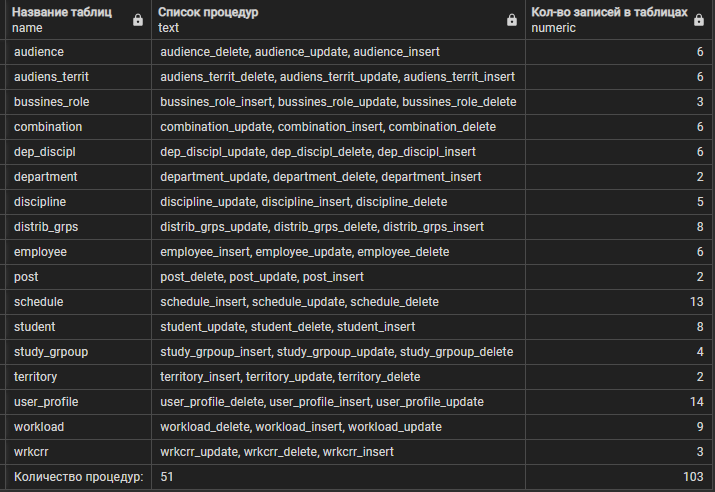 Название таблиц Список процедур Кол-во записей в таблицах
name text numeric
audience audience_delete, audience_update, audience_insert 6
audiens_territ audiens_territ_delete, audiens_territ_update, audiens_territ_insert 6
bussines_role bussines_role_insert, bussines_role_update, bussines_role_delete 3
combination combination_update, combination_insert, combination_delete 6
dep_discipl dep_discipl_update, dep_discipl_delete, dep_discipl_insert 6
department department_update, department_delete, department_insert 2
discipline discipline_update, discipline_insert, discipline_delete 5
distrib_grps distrib_grps_update, distrib_grps_delete, distrib_grps_insert 8
employee employee_insert, employee_update, employee_delete 6
post post_delete, post_update, post_insert 2
schedule schedule_insert, schedule_update, schedule_delete 13
student student_update, student_delete, student_insert 8
study_grpoup study_grpoup_insert, study_grpoup_update, study_grpoup_delete 4
territory territory_insert, territory_update, territory_delete 2
user_profile user_profile_delete, user_profile_insert, user_profile_update 14
workload workload_delete, workload_insert, workload_update 9
wrkcrr wrkcrr_update, wrkcrr_delete, wrkcrr_insert 3
Количество процедур: 51 103